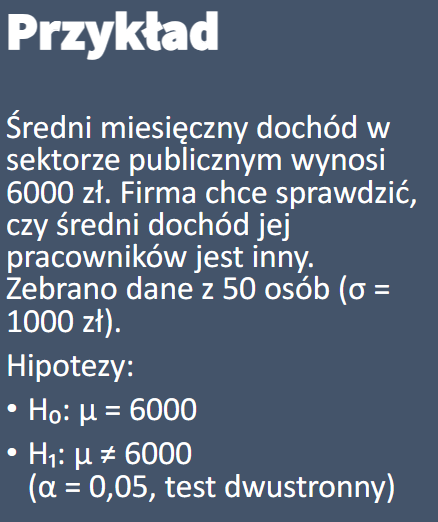 Przykład
Średni miesięczny dochód w
sektorze publicznym wynosi
6000 zł. Firma chce sprawdzić,
czy średni dochód jej
pracowników jest inny.
Zebrano dane z 50 osób (σ =
1000 zł).
Hipotezy:
• H₀: μ = 6000
• H₁: μ ≠ 6000
(α = 0,05, test dwustronny)